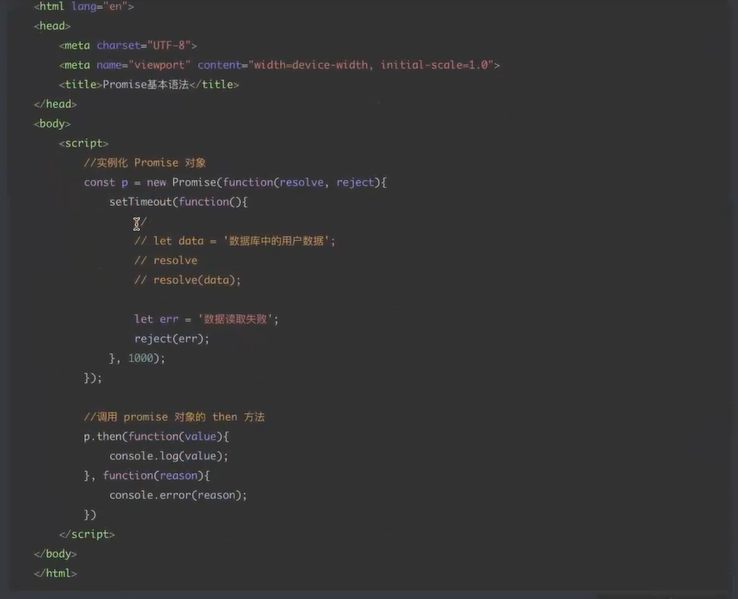 <html lang="en">
<head>
<meta charset="UTF-8">
<meta name="viewport" content="width=device-width, initial-scale=1.0">
<title>Promise基本语法</title>
</head>
<body>
<script>
//实例化 Promise 对象
const p = new Promise(function(resolve, reject){
setTimeout(function(){
//
// let data = '数据库中的用户数据';
// resolve
// resolve(data);
let err = '数据读取失败';
reject(err);
}, 1000);
});
//调用 promise 对象的 then 方法
p.then(function(value){
console.log(value);
}, function(reason){
console.error(reason);
})
</script>
</body>
</html>